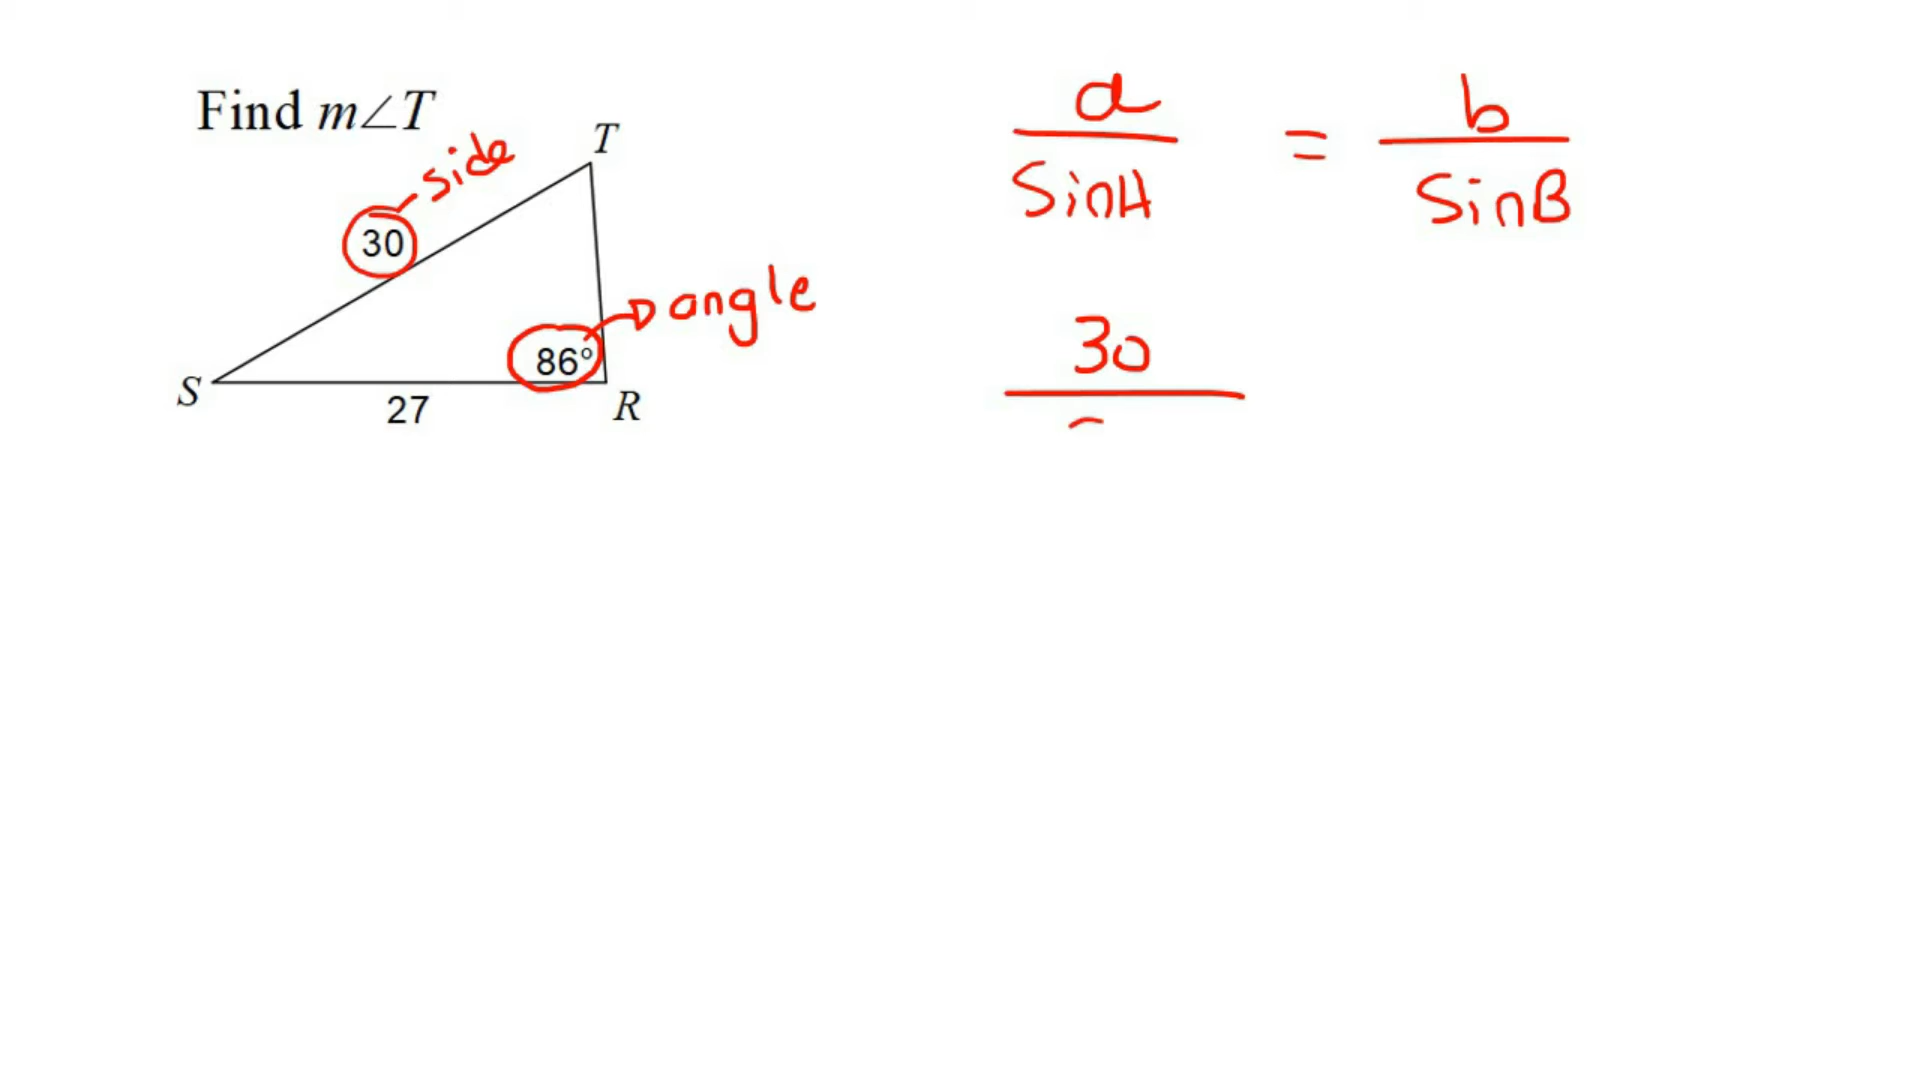 Find m∠T
T
side
30
angle
86°
S
27
R
a = b
SinA SinB
30